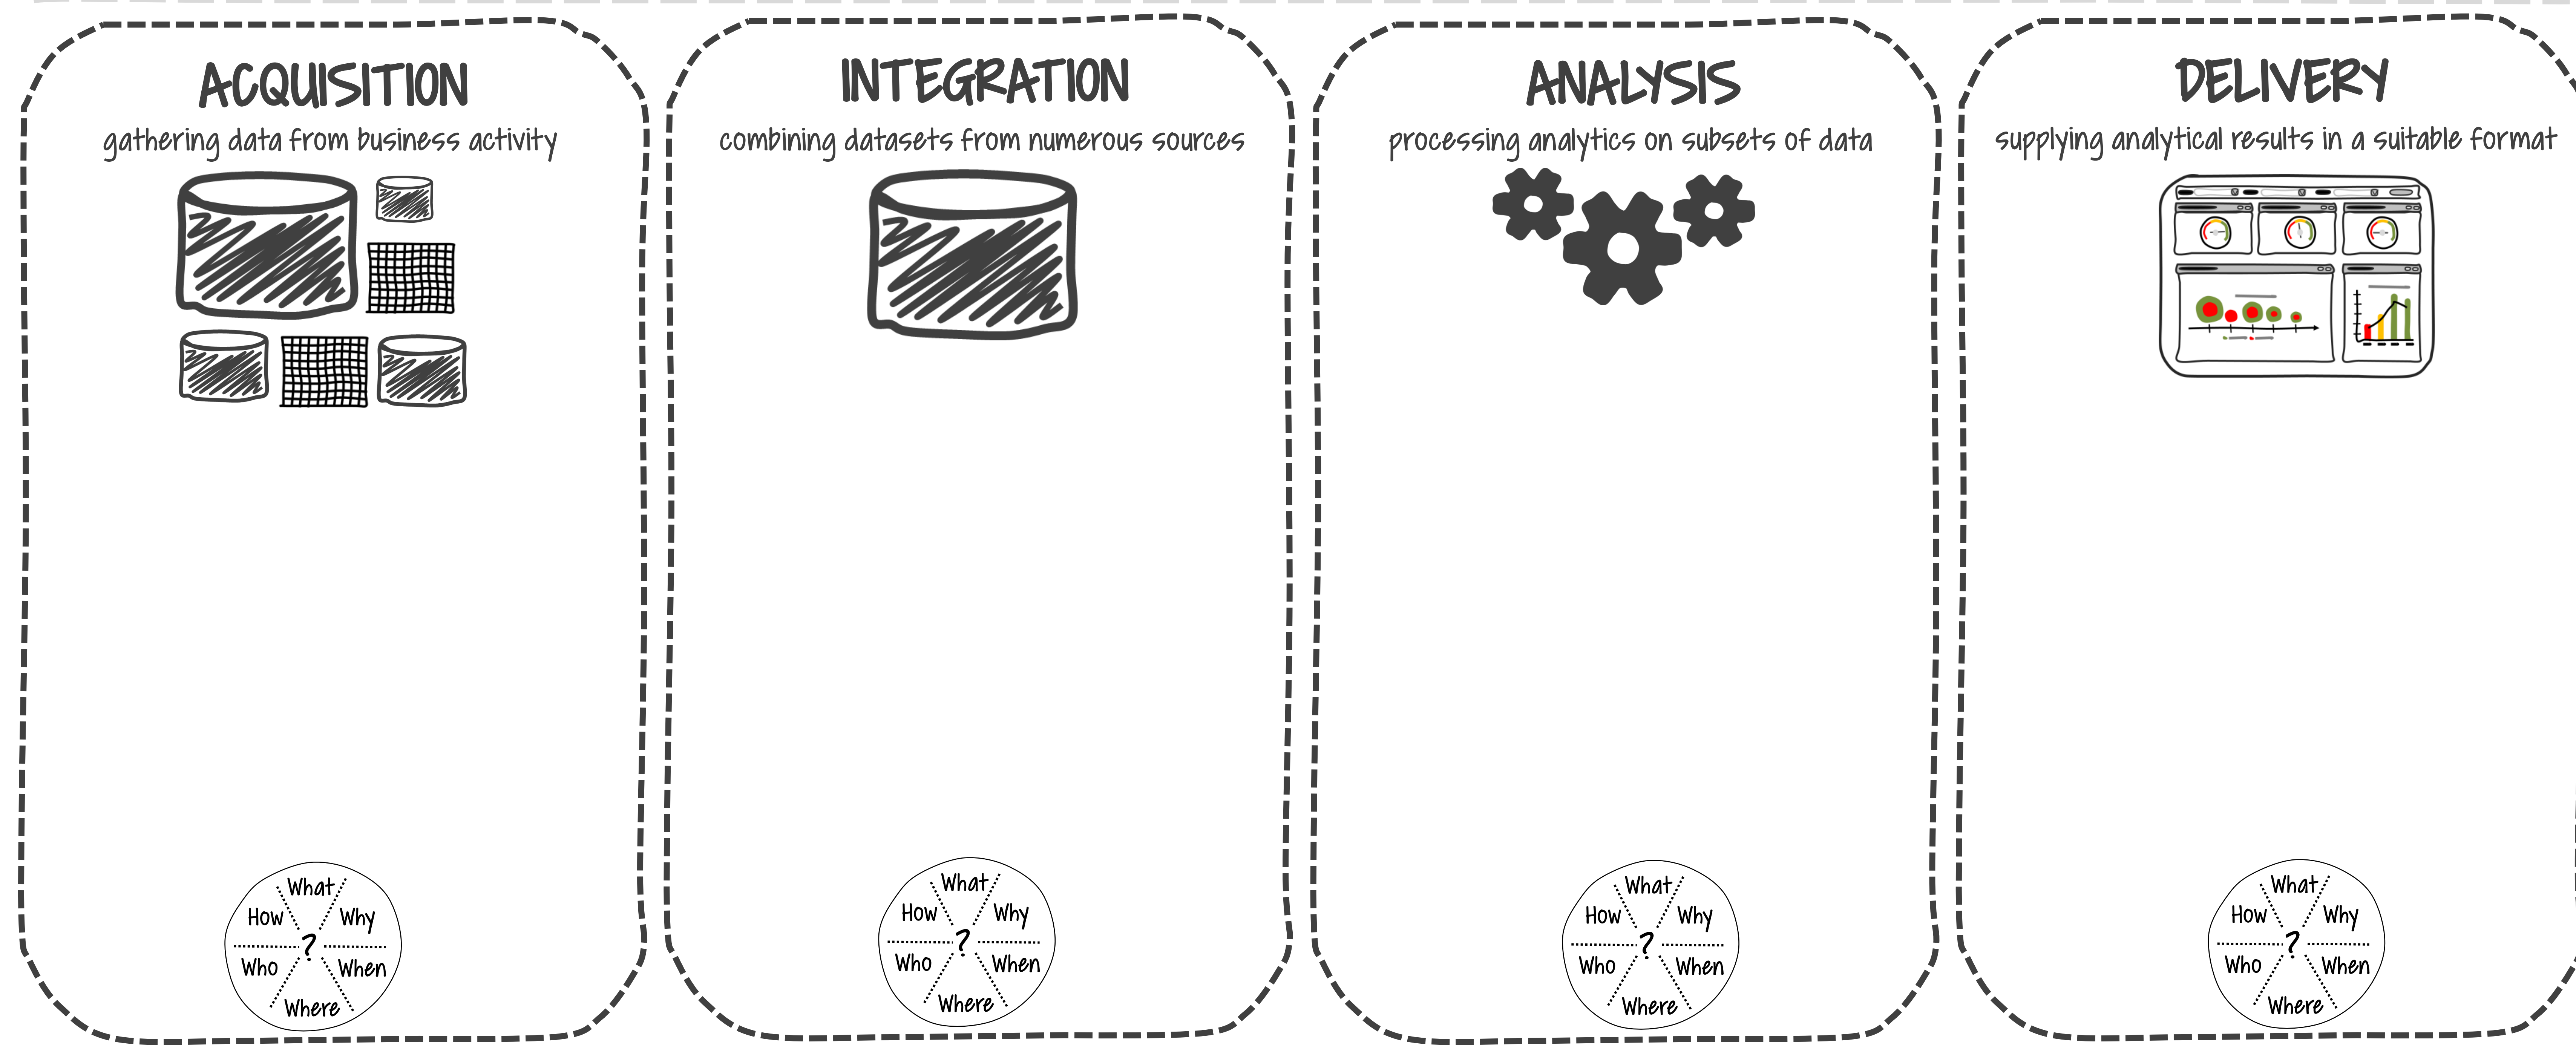 ACQUISITION
gathering data from business activity
What
How
Why
?
Who
When
Where
INTEGRATION
combining datasets from numerous sources
What
How
Why
?
Who
When
Where
ANALYSIS
processing analytics on subsets of data
What
How
Why
?
Who
When
Where
DELIVERY
supplying analytical results in a suitable format
What
How
Why
?
Who
When
Where